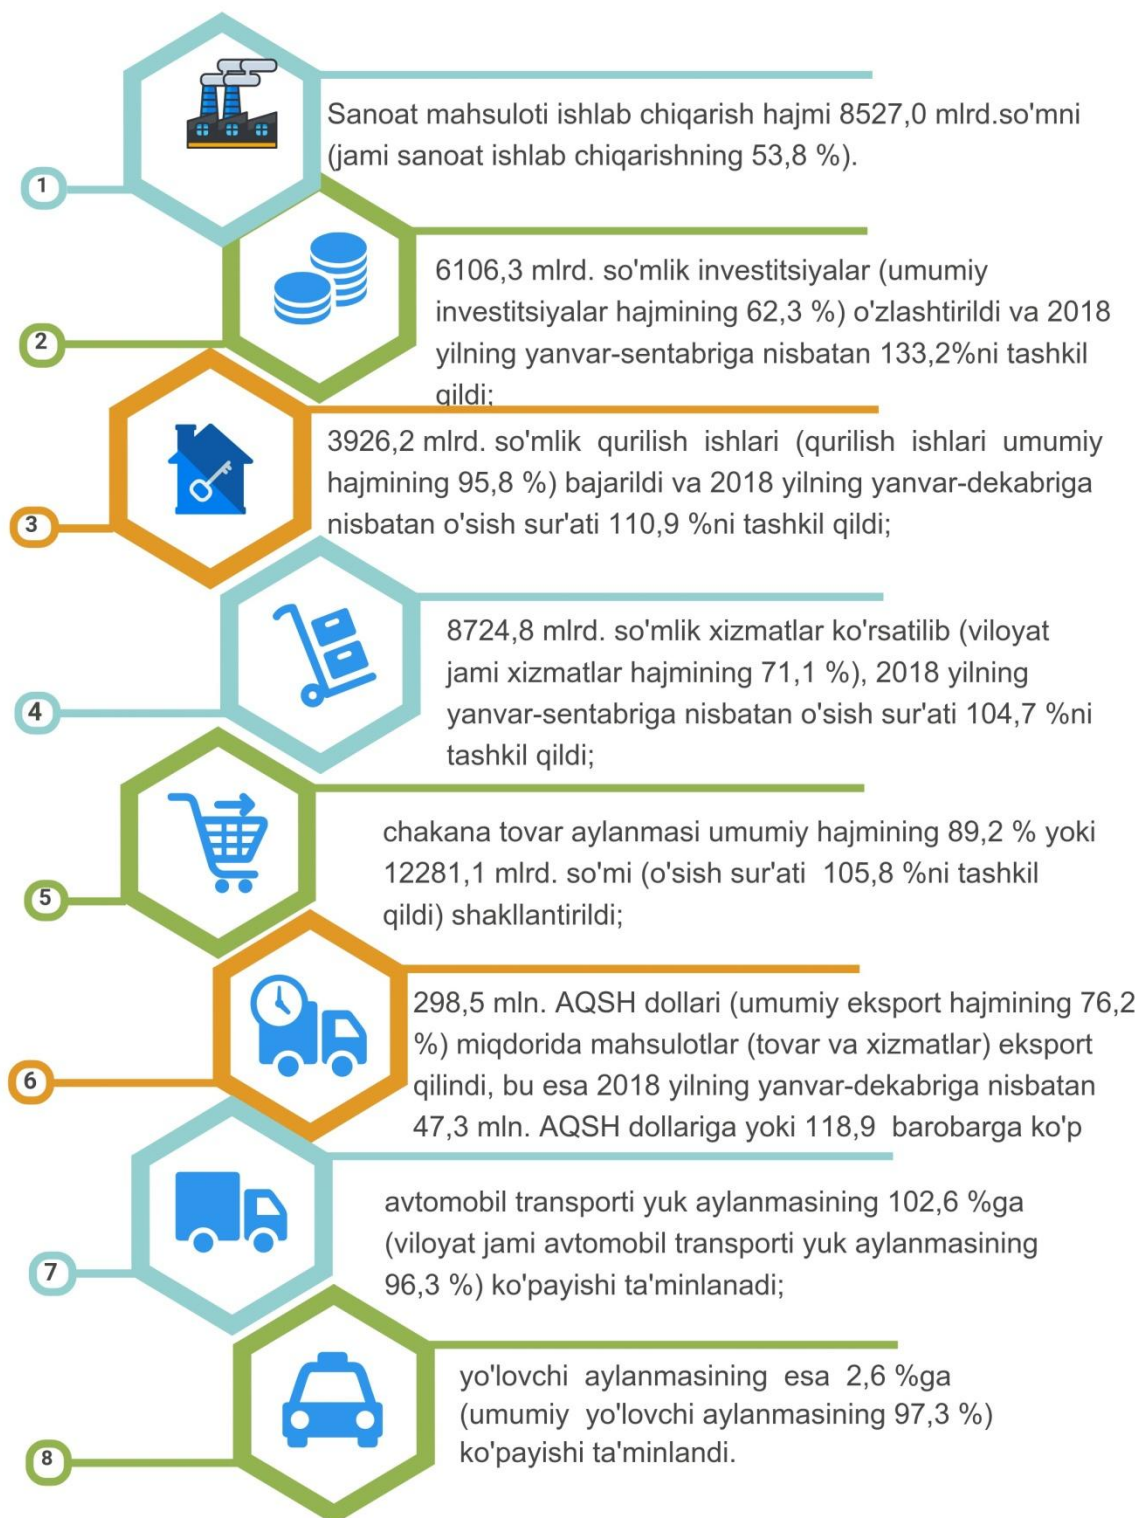 Sanoat mahsuloti ishlab chiqarish hajmi 8527,0 mlrd.so'mni
(jami sanoat ishlab chiqarishning 53,8 %).
1
6106,3 mlrd. so'mlik investitsiyalar (umumiy
investitsiyalar hajmining 62,3 %) o'zlashtirildi va 2018
yilning yanvar-sentabriga nisbatan 133,2%ni tashkil
qildi;
2
3926,2 mlrd. so'mlik qurilish ishlari (qurilish ishlari umumiy
hajmining 95,8 %) bajarildi va 2018 yilning yanvar-dekabriga
nisbatan o'sish sur'ati 110,9 %ni tashkil qildi;
3
8724,8 mlrd. so'mlik xizmatlar ko'rsatilib (viloyat
jami xizmatlar hajmining 71,1 %), 2018 yilning
yanvar-sentabriga nisbatan o'sish sur'ati 104,7 %ni
tashkil qildi;
4
chakana tovar aylanmasi umumiy hajmining 89,2 % yoki
12281,1 mlrd. so'mi (o'sish sur'ati 105,8 %ni tashkil
qildi) shakllantirildi;
5
298,5 mln. AQSH dollari (umumiy eksport hajmining 76,2
%) miqdorida mahsulotlar (tovar va xizmatlar) eksport
qilindi, bu esa 2018 yilning yanvar-dekabriga nisbatan
47,3 mln. AQSH dollariga yoki 118,9 barobarga ko'p
6
avtomobil transporti yuk aylanmasining 102,6 %ga
(viloyat jami avtomobil transporti yuk aylanmasining
96,3 %) ko'payishi ta'minlanadi;
7
yo'lovchi aylanmasining esa 2,6 %ga
(umumiy yo'lovchi aylanmasining 97,3 %)
ko'payishi ta'minlandi.
8